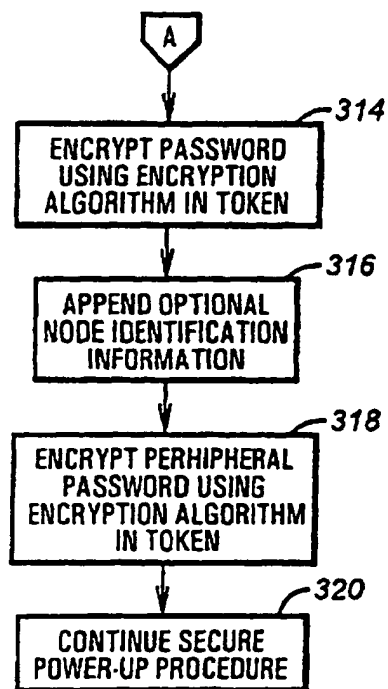 A
314
ENCRYPT PASSWORD
USING ENCRYPTION
ALGORITHM IN TOKEN
316
APPEND OPTIONAL
NODE IDENTIFICATION
INFORMATION
318
ENCRYPT PERHIPHERAL
PASSWORD USING
ENCRYPTION ALGORITHM
IN TOKEN
320
CONTINUE SECURE
POWER-UP PROCEDURE